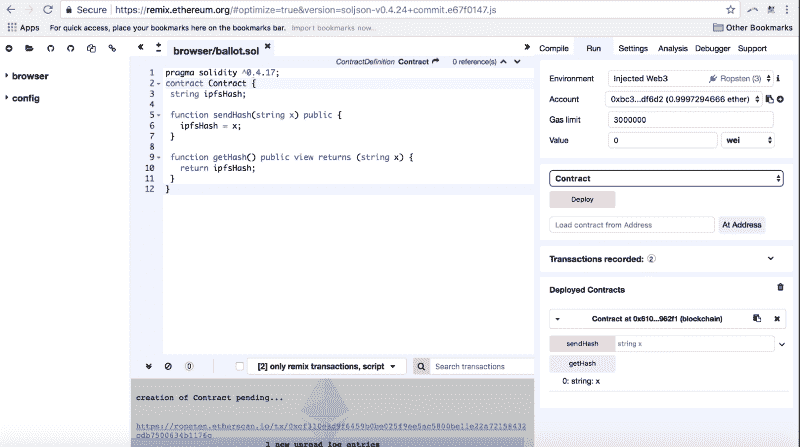 Secure https://remix.ethereum.org/#optimize=true&version=soljson-v0.4.24+commit.e67f0147.js
Apps For quick access, place your bookmarks here on the bookmarks bar. Import bookmarks now... Other Bookmarks
browser
config
browser/ballot.sol
ContractDefinition Contract 0 reference(s)
1 pragma solidity ^0.4.17;
2 contract Contract {
3 string ipfsHash;
4
5 function sendHash(string x) public {
6 ipfsHash = x;
7 }
8
9 function getHash() public view returns (string x) {
10 return ipfsHash;
11 }
12 }
0 [2] only remix transactions, script Search transactions
creation of Contract pending...
1 new unread log entries
Compile Run Settings Analysis Debugger Support
Environment Injected Web3 Ropsten (3) i
Account 0xbc3...df6d2 (0.9997294666 ether)
Gas limit 3000000
Value 0 wei
Contract
Deploy
Load contract from Address At Address
Transactions recorded: 2
Deployed Contracts
Contract at 0x610...962f1 (blockchain)
sendHash string x
getHash
0: string: x